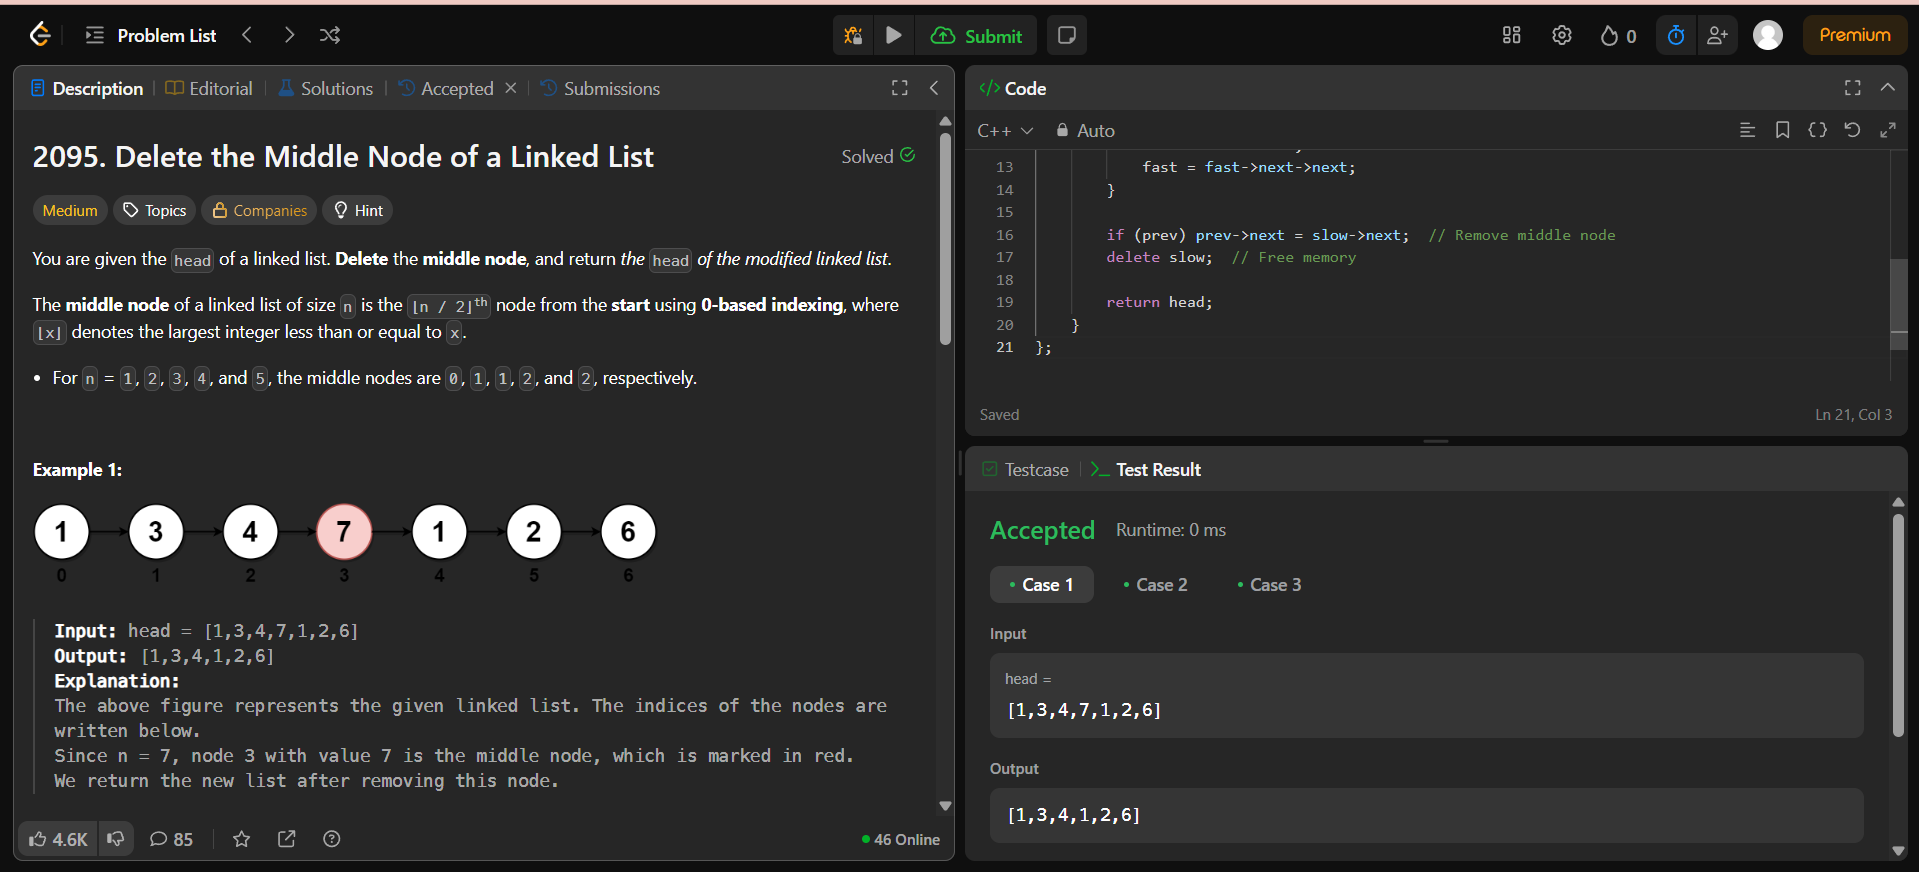 Problem List
Submit
0
Premium
Description
Editorial
Solutions
Accepted
Submissions
2095. Delete the Middle Node of a Linked List
Solved
Medium
Topics
Companies
Hint
You are given the head of a linked list. Delete the middle node, and return the head of the modified linked list.
The middle node of a linked list of size n is the ⌊n / 2⌋th node from the start using 0-based indexing, where
⌊x⌋ denotes the largest integer less than or equal to x.
• For n = 1, 2, 3, 4, and 5, the middle nodes are 0, 1, 1, 2, and 2, respectively.
Example 1:
1 3 4 7 1 2 6
0 1 2 3 4 5 6
Input: head = [1,3,4,7,1,2,6]
Output: [1,3,4,1,2,6]
Explanation:
The above figure represents the given linked list. The indices of the nodes are
written below.
Since n = 7, node 3 with value 7 is the middle node, which is marked in red.
We return the new list after removing this node.
4.6K
85
46 Online
</> Code
C++
Auto
13 fast = fast->next->next;
14 }
15
16 if (prev) prev->next = slow->next; // Remove middle node
17 delete slow; // Free memory
18
19 return head;
20 }
21 };
Saved
Ln 21, Col 3
Testcase
>_ Test Result
Accepted
Runtime: 0 ms
• Case 1
• Case 2
• Case 3
Input
head =
[1,3,4,7,1,2,6]
Output
[1,3,4,1,2,6]